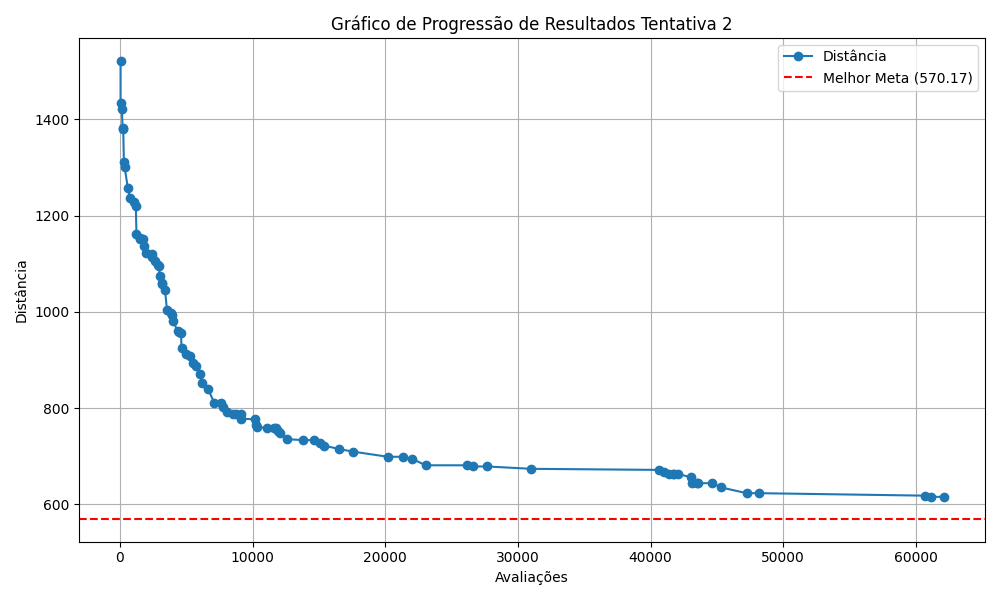 Gráfico de Progressão de Resultados Tentativa 2
Distância
Melhor Meta (570.17)
1400
1200
1000
800
600
Distância
0 10000 20000 30000 40000 50000 60000
Avaliações